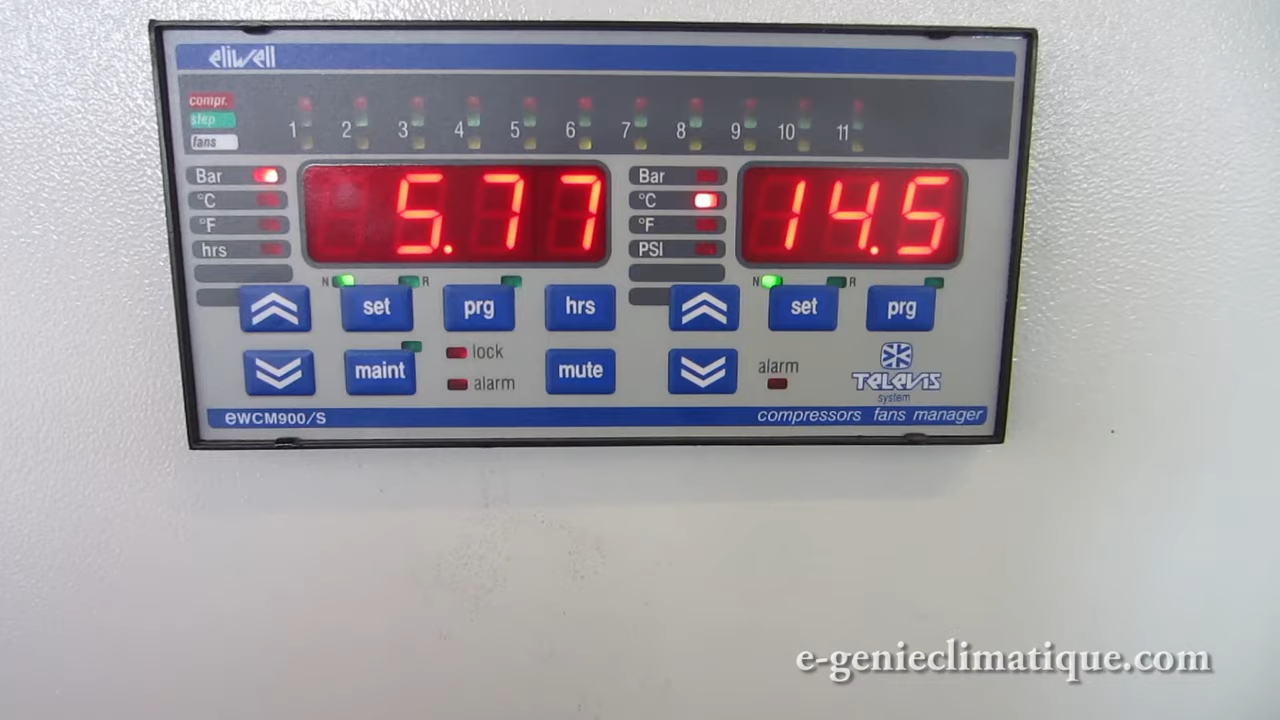 eliwell
compr.
step
fans
1 2 3 4 5 6 7 8 9 10 11
Bar
°C
°F
hrs
5.77
Bar
°C
°F
PSI
14.5
N R
set prg hrs
maint lock
alarm
mute
N R
set prg
alarm
TELEVIS
system
eWCM900/S compressors fans manager
e-genieclimatique.com